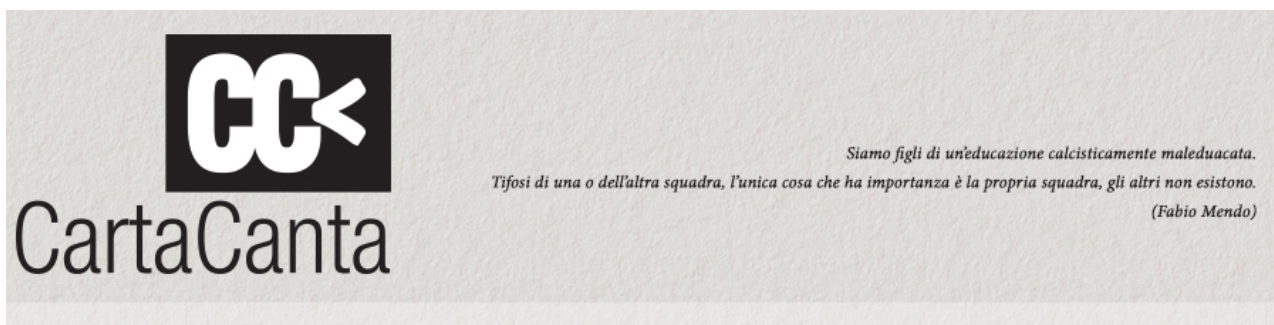 CC<
CartaCanta
Siamo figli di un'educazione calcisticamente maleduacata.
Tifosi di una o dell'altra squadra, l'unica cosa che ha importanza è la propria squadra, gli altri non esistono.
(Fabio Mendo)